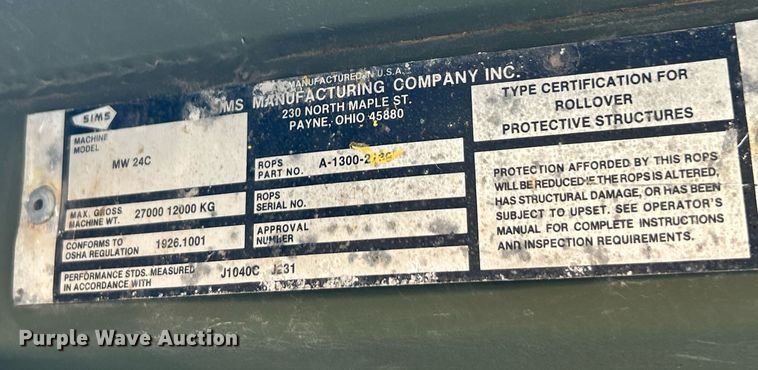 MANUFACTURED IN U.S.A.
SIMS
MANUFACTURING COMPANY INC.
230 NORTH MAPLE ST.
PAYNE, OHIO 45880
MACHINE
MODEL
MW 24C
MAX. GROSS
MACHINE WT.
27000 12000 KG
CONFORMS TO
OSHA REGULATION
1926.1001
PERFORMANCE STDS. MEASURED
IN ACCORDANCE WITH
J1040C J231
ROPS
PART NO.
ROPS
SERIAL NO.
APPROVAL
NUMBER
TYPE CERTIFICATION FOR
ROLLOVER
PROTECTIVE STRUCTURES
PROTECTION AFFORDED BY THIS ROPS
WILL BE REDUCED IF THE ROPS IS ALTERED,
HAS STRUCTURAL DAMAGE, OR HAS BEEN
SUBJECT TO UPSET. SEE OPERATOR'S
MANUAL FOR COMPLETE INSTRUCTIONS
AND INSPECTION REQUIREMENTS.
Purple Wave Auction